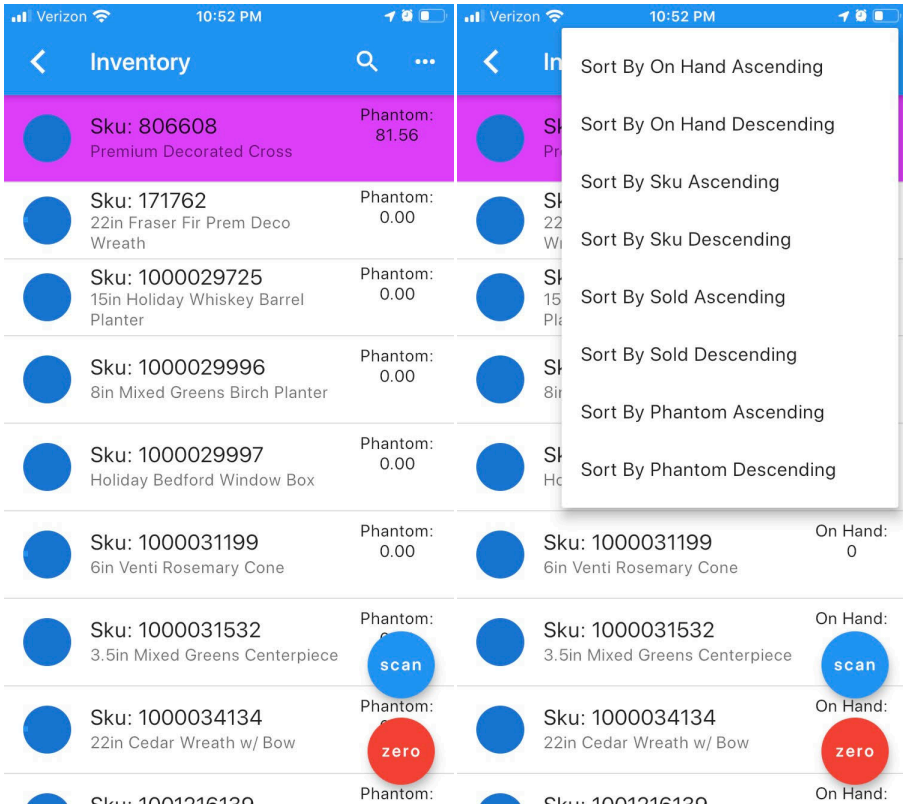 Verizon 10:52 PM
Inventory
Sku: 806608
Premium Decorated Cross
Phantom:
81.56
Sku: 171762
22in Fraser Fir Prem Deco
Wreath
Phantom:
0.00
Sku: 1000029725
15in Holiday Whiskey Barrel
Planter
Phantom:
0.00
Sku: 1000029996
8in Mixed Greens Birch Planter
Phantom:
0.00
Sku: 1000029997
Holiday Bedford Window Box
Phantom:
0.00
Sku: 1000031199
6in Venti Rosemary Cone
Phantom:
0.00
Sku: 1000031532
3.5in Mixed Greens Centerpiece
Phantom:
scan
Sku: 1000034134
22in Cedar Wreath w/ Bow
Phantom:
zero
Sku: 1001216139
Phantom:
Verizon 10:52 PM
Sort By On Hand Ascending
Sort By On Hand Descending
Sort By Sku Ascending
Sort By Sku Descending
Sort By Sold Ascending
Sort By Sold Descending
Sort By Phantom Ascending
Sort By Phantom Descending
Sku: 1000031199
6in Venti Rosemary Cone
On Hand:
0
Sku: 1000031532
3.5in Mixed Greens Centerpiece
On Hand:
scan
Sku: 1000034134
22in Cedar Wreath w/ Bow
On Hand:
zero
Sku: 1001216139
On Hand: